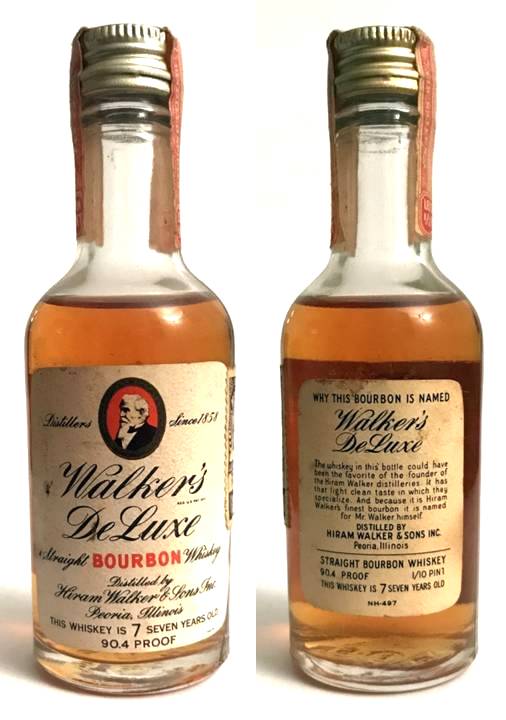 Distillers Since 1858
Walker's
DeLuxe
a Straight BOURBON Whiskey
Distilled by
Hiram Walker & Sons Inc.
Peoria, Illinois
THIS WHISKEY IS 7 SEVEN YEARS OLD
90.4 PROOF
WHY THIS BOURBON IS NAMED
Walker's
DeLuxe
The whiskey in this bottle could have
been the favorite of the founder of
the Hiram Walker distilleries. It has
that light clean taste in which they
specialize. And because it is Hiram
Walker's finest bourbon it is named
for Mr. Walker himself.
DISTILLED BY
HIRAM WALKER & SONS INC.
Peoria, Illinois
STRAIGHT BOURBON WHISKEY
90.4 PROOF 1/10 PINT
THIS WHISKEY IS 7 SEVEN YEARS OLD
NH-497